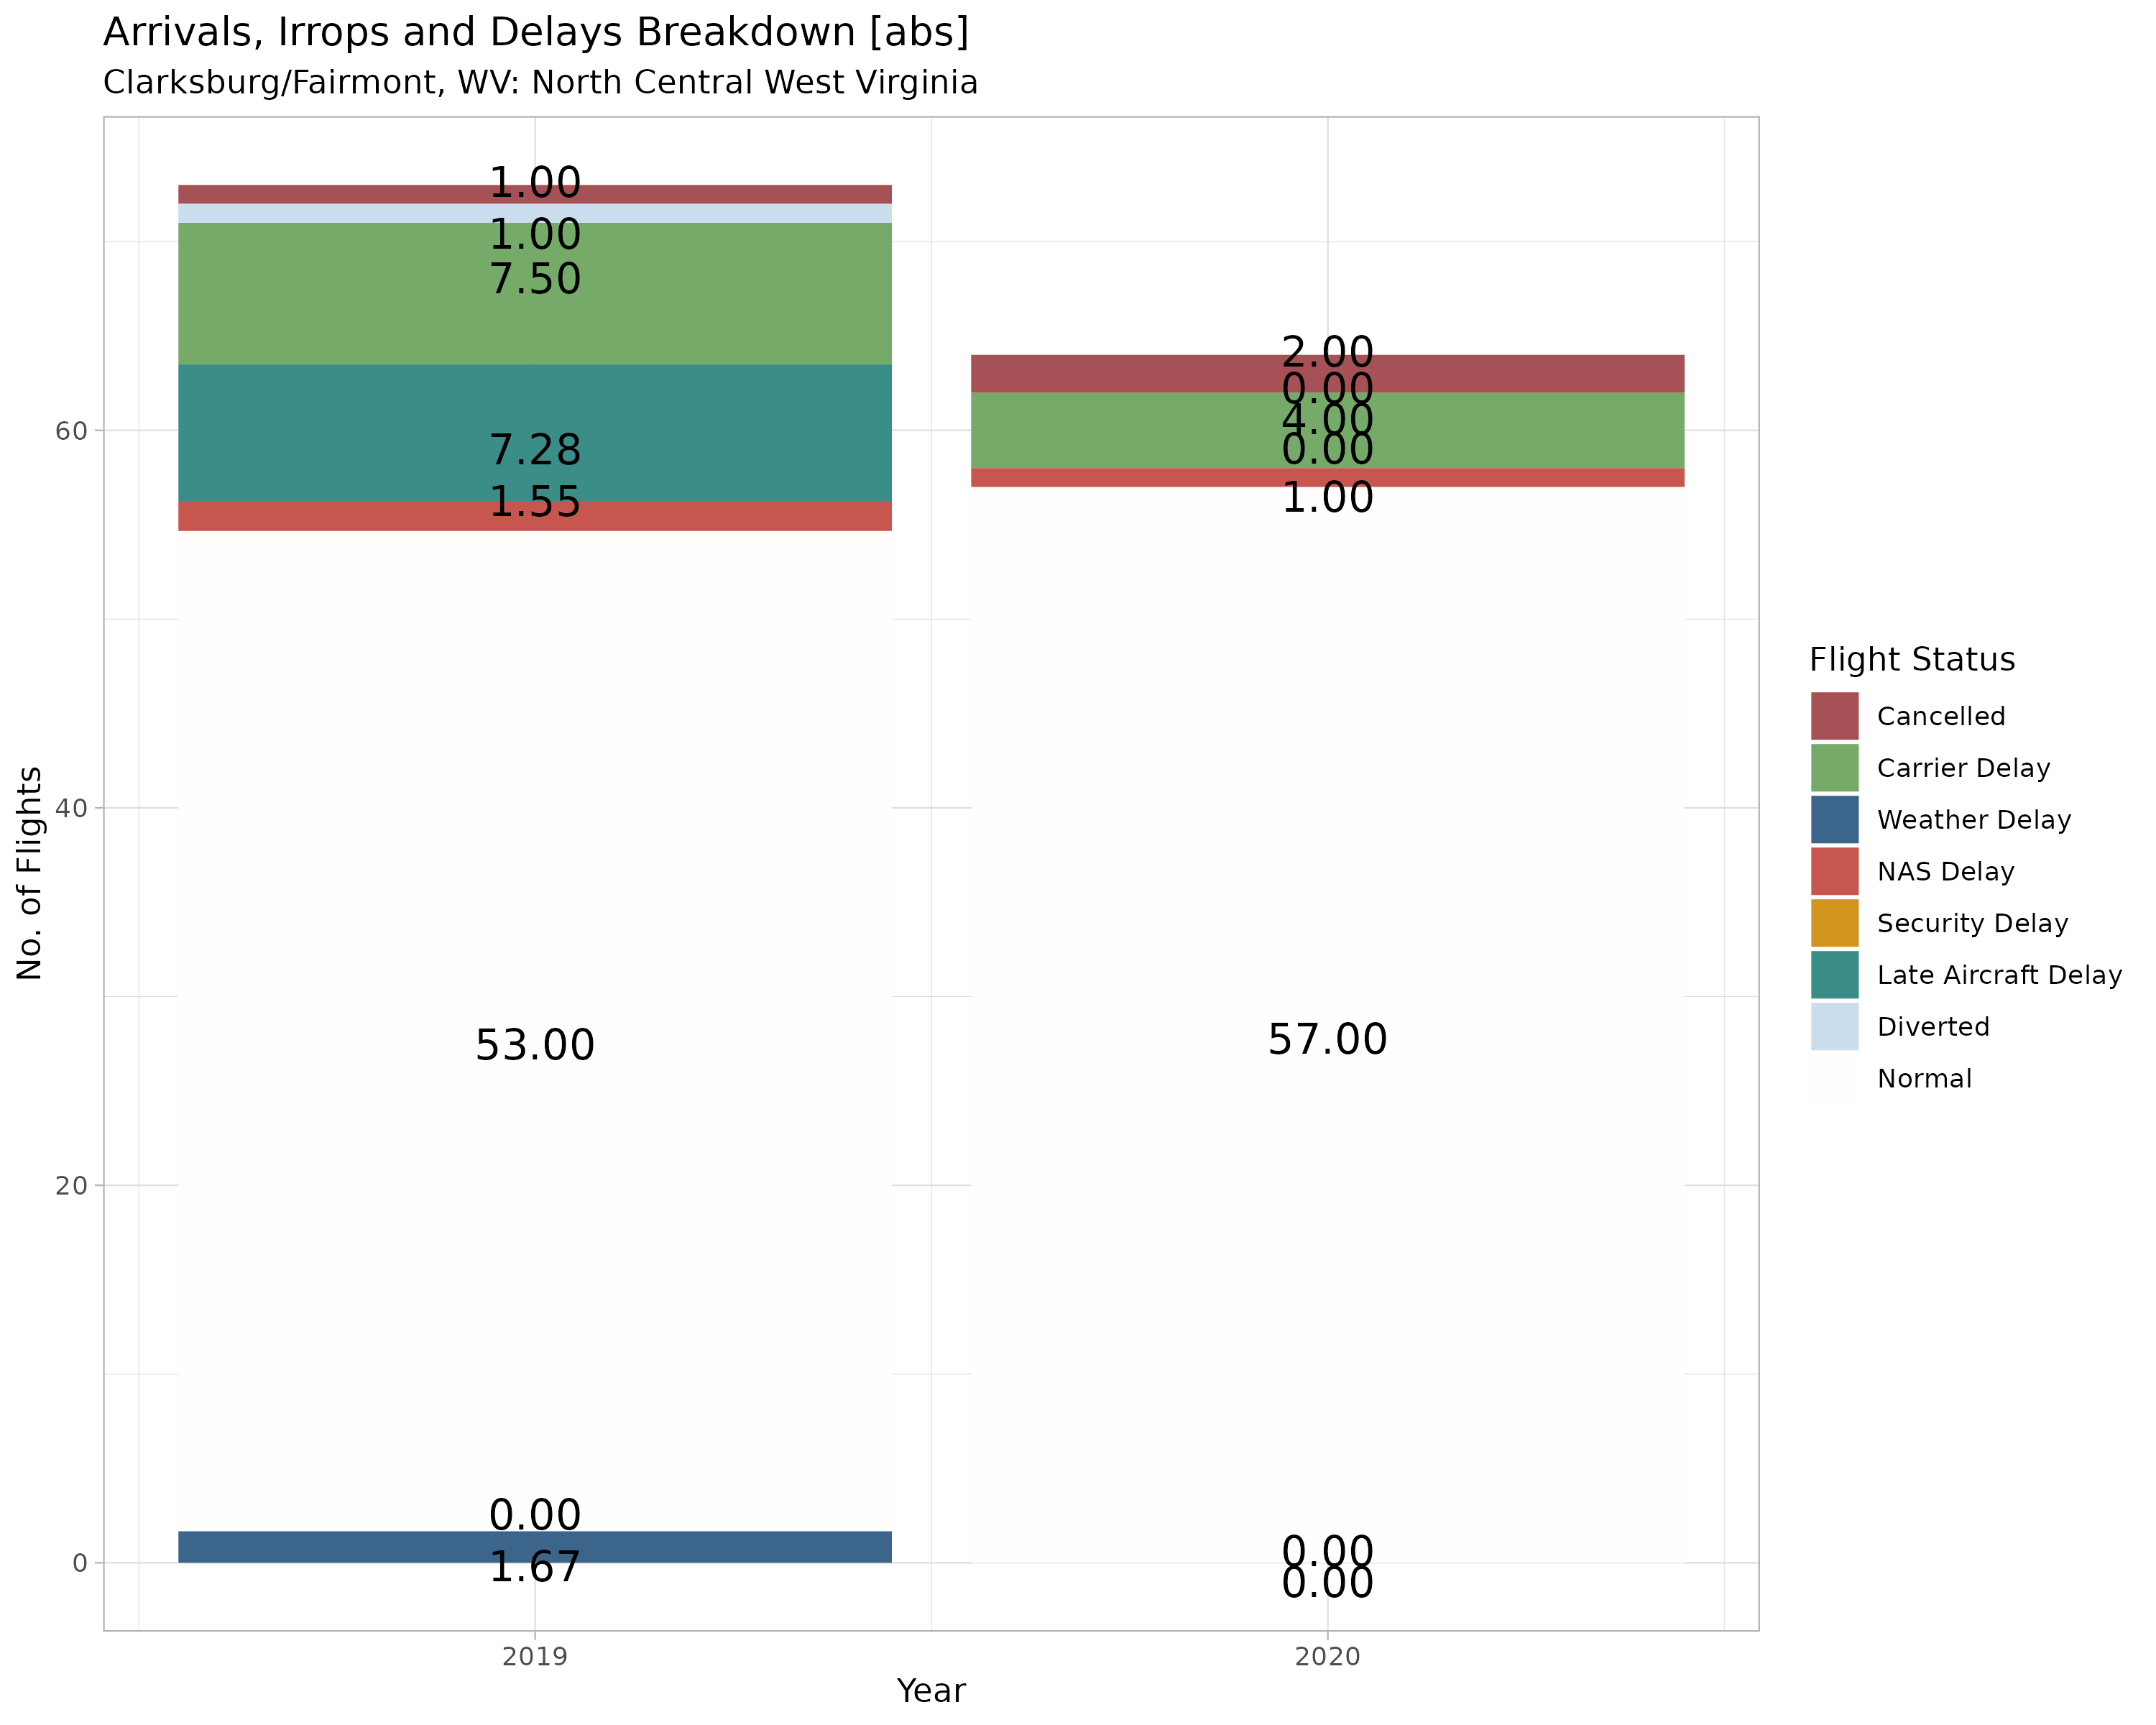 Arrivals, Irrops and Delays Breakdown [abs]
Clarksburg/Fairmont, WV: North Central West Virginia
No. of Flights
60
40
20
0
1.00
1.00
7.50
7.28
1.55
53.00
0.00
1.67
2.00
0.00
4.00
0.00
1.00
57.00
0.00
0.00
2019
2020
Year
Flight Status
Cancelled
Carrier Delay
Weather Delay
NAS Delay
Security Delay
Late Aircraft Delay
Diverted
Normal